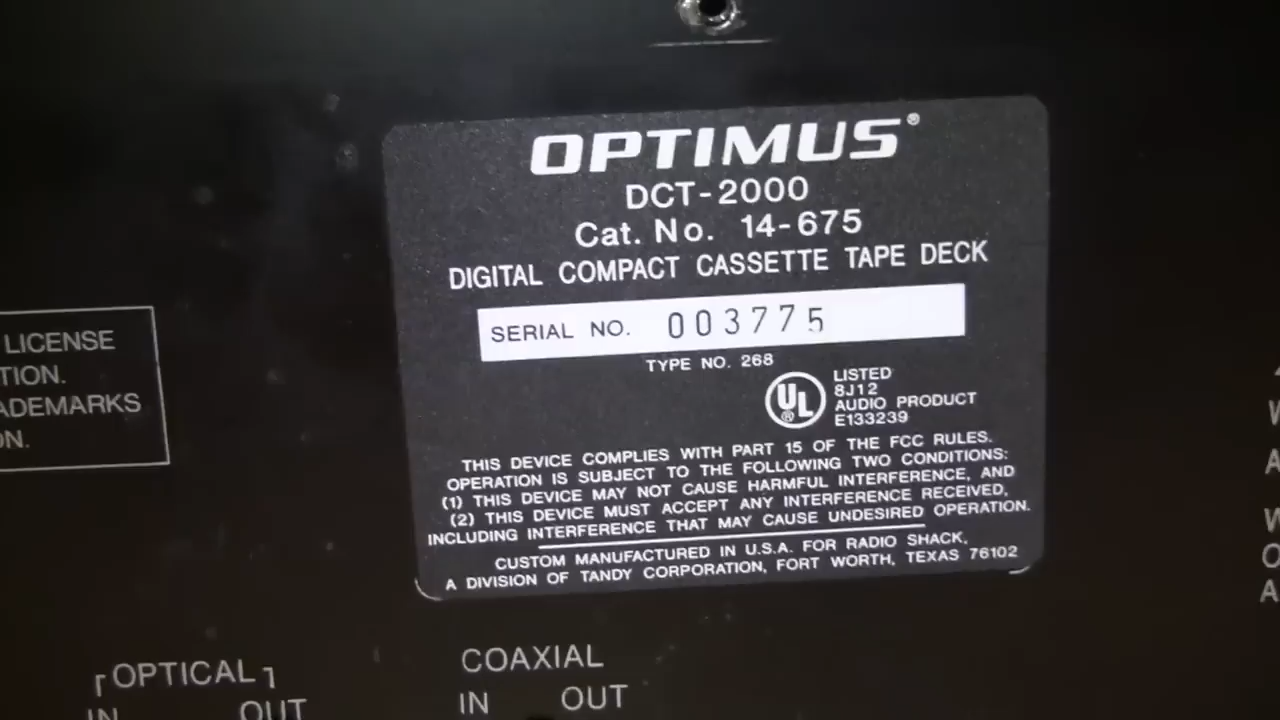 OPTIMUS®
DCT-2000
Cat. No. 14-675
DIGITAL COMPACT CASSETTE TAPE DECK
SERIAL NO. 003775
TYPE NO. 268
UL®
LISTED
8J12
AUDIO PRODUCT
E133239
THIS DEVICE COMPLIES WITH PART 15 OF THE FCC RULES.
OPERATION IS SUBJECT TO THE FOLLOWING TWO CONDITIONS:
(1) THIS DEVICE MAY NOT CAUSE HARMFUL INTERFERENCE, AND
(2) THIS DEVICE MUST ACCEPT ANY INTERFERENCE RECEIVED,
INCLUDING INTERFERENCE THAT MAY CAUSE UNDESIRED OPERATION.
CUSTOM MANUFACTURED IN U.S.A. FOR RADIO SHACK,
A DIVISION OF TANDY CORPORATION, FORT WORTH, TEXAS 76102
LICENSE
OPTICAL
IN OUT
COAXIAL
IN OUT